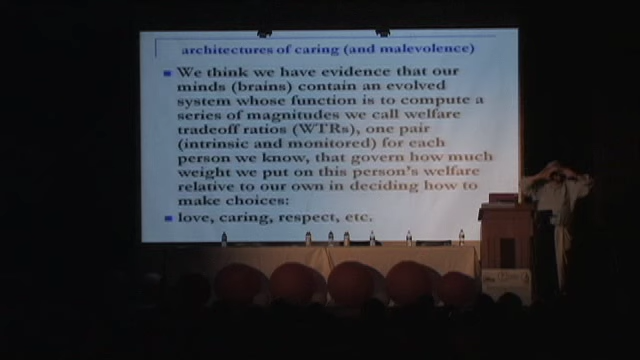 architectures of caring (and malevolence)
We think we have evidence that our
minds (brains) contain an evolved
system whose function is to compute a
series of magnitudes we call welfare
tradeoff ratios (WTRs), one pair
(intrinsic and monitored) for each
person we know, that govern how much
weight we put on this person's welfare
relative to our own in deciding how to
make choices:
love, caring, respect, etc.